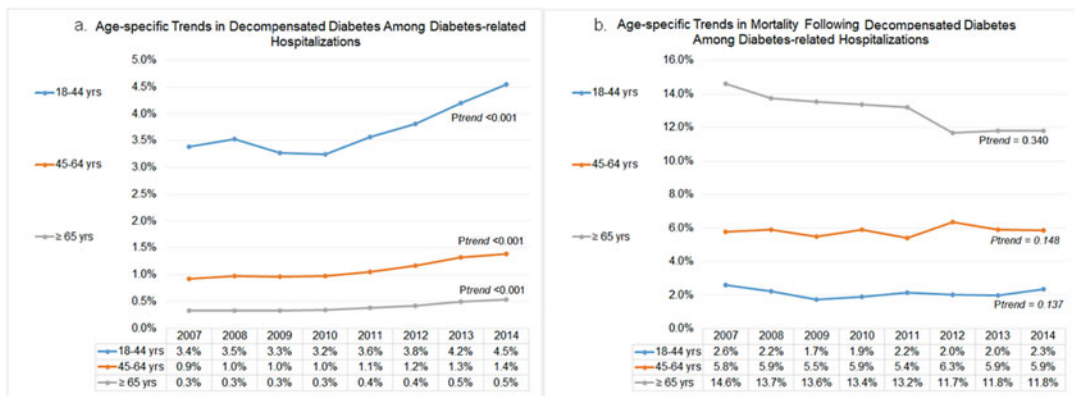 a. Age-specific Trends in Decompensated Diabetes Among Diabetes-related
Hospitalizations
5.0%
4.5%
4.0%
3.5%
3.0%
2.5%
2.0%
1.5%
1.0%
0.5%
0.0%
18-44 yrs
45-64 yrs
≥ 65 yrs
Ptrend <0.001
Ptrend <0.001
Ptrend <0.001
2007 2008 2009 2010 2011 2012 2013 2014
18-44 yrs 3.4% 3.5% 3.3% 3.2% 3.6% 3.8% 4.2% 4.5%
45-64 yrs 0.9% 1.0% 1.0% 1.0% 1.1% 1.2% 1.3% 1.4%
≥ 65 yrs 0.3% 0.3% 0.3% 0.3% 0.4% 0.4% 0.5% 0.5%
b. Age-specific Trends in Mortality Following Decompensated Diabetes
Among Diabetes-related Hospitalizations
16.0%
14.0%
12.0%
10.0%
8.0%
6.0%
4.0%
2.0%
0.0%
18-44 yrs
45-64 yrs
≥ 65 yrs
Ptrend = 0.340
Ptrend = 0.148
Ptrend = 0.137
2007 2008 2009 2010 2011 2012 2013 2014
18-44 yrs 2.6% 2.2% 1.7% 1.9% 2.2% 2.0% 2.0% 2.3%
45-64 yrs 5.8% 5.9% 5.5% 5.9% 5.4% 6.3% 5.9% 5.9%
≥ 65 yrs 14.6% 13.7% 13.6% 13.4% 13.2% 11.7% 11.8% 11.8%